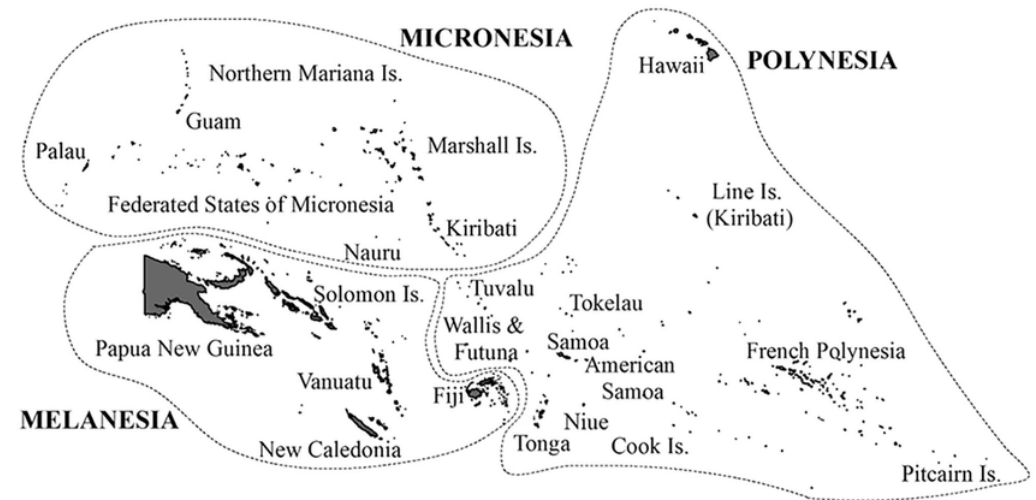 MICRONESIA
Northern Mariana Is.
Guam
Palau
Marshall Is.
Federated States of Micronesia
Kiribati
Nauru
POLYNESIA
Hawaii
Line Is.
(Kiribati)
Tuvalu
Tokelau
Wallis &
Futuna
Samoa
American
Samoa
French Polynesia
Niue
Tonga
Cook Is.
Pitcairn Is.
MELANESIA
Solomon Is.
Papua New Guinea
Vanuatu
Fiji
New Caledonia